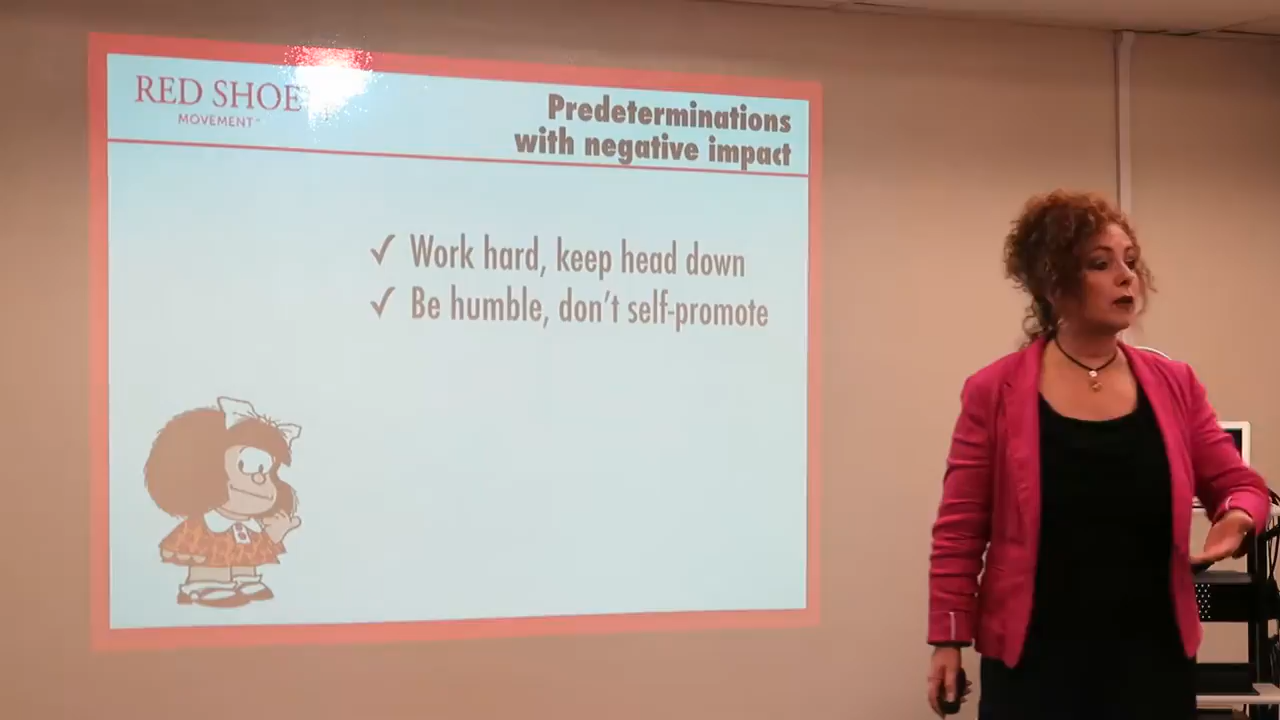 RED SHOE
MOVEMENT
Predeterminations
with negative impact
✓ Work hard, keep head down
✓ Be humble, don't self-promote